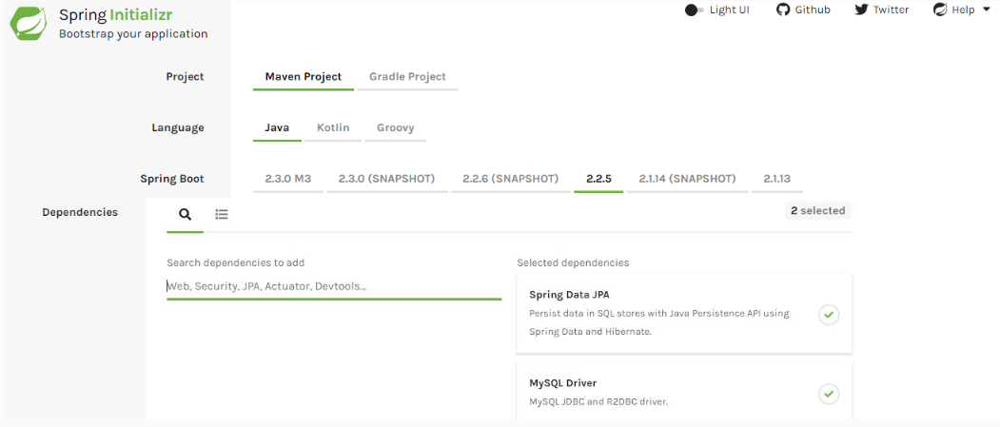 Spring Initializr
Bootstrap your application
Light UI Github Twitter Help
Project
Maven Project Gradle Project
Language
Java Kotlin Groovy
Spring Boot
2.3.0 M3 2.3.0 (SNAPSHOT) 2.2.6 (SNAPSHOT) 2.2.5 2.1.14 (SNAPSHOT) 2.1.13
Dependencies
2 selected
Search dependencies to add
Web, Security, JPA, Actuator, Devtools...
Selected dependencies
Spring Data JPA
Persist data in SQL stores with Java Persistence API using
Spring Data and Hibernate.
MySQL Driver
MySQL JDBC and R2DBC driver.